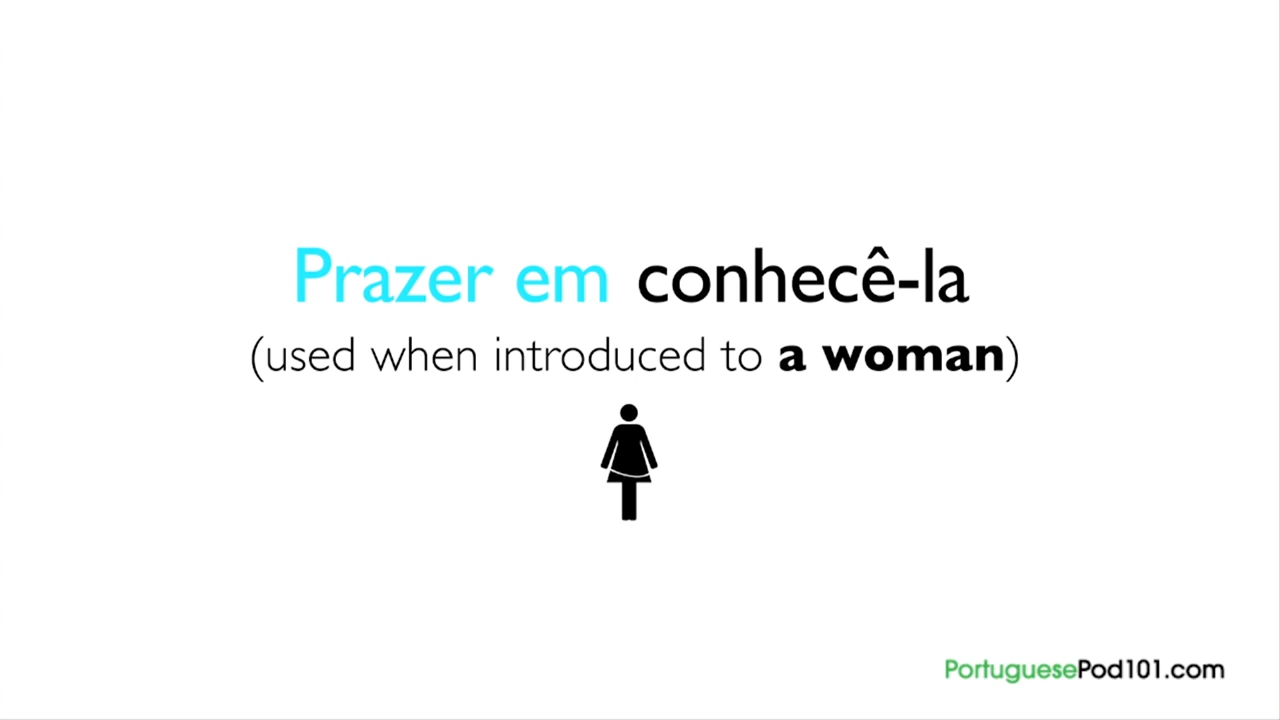 Prazer em conhecê-la
(used when introduced to a woman)
PortuguesePod101.com